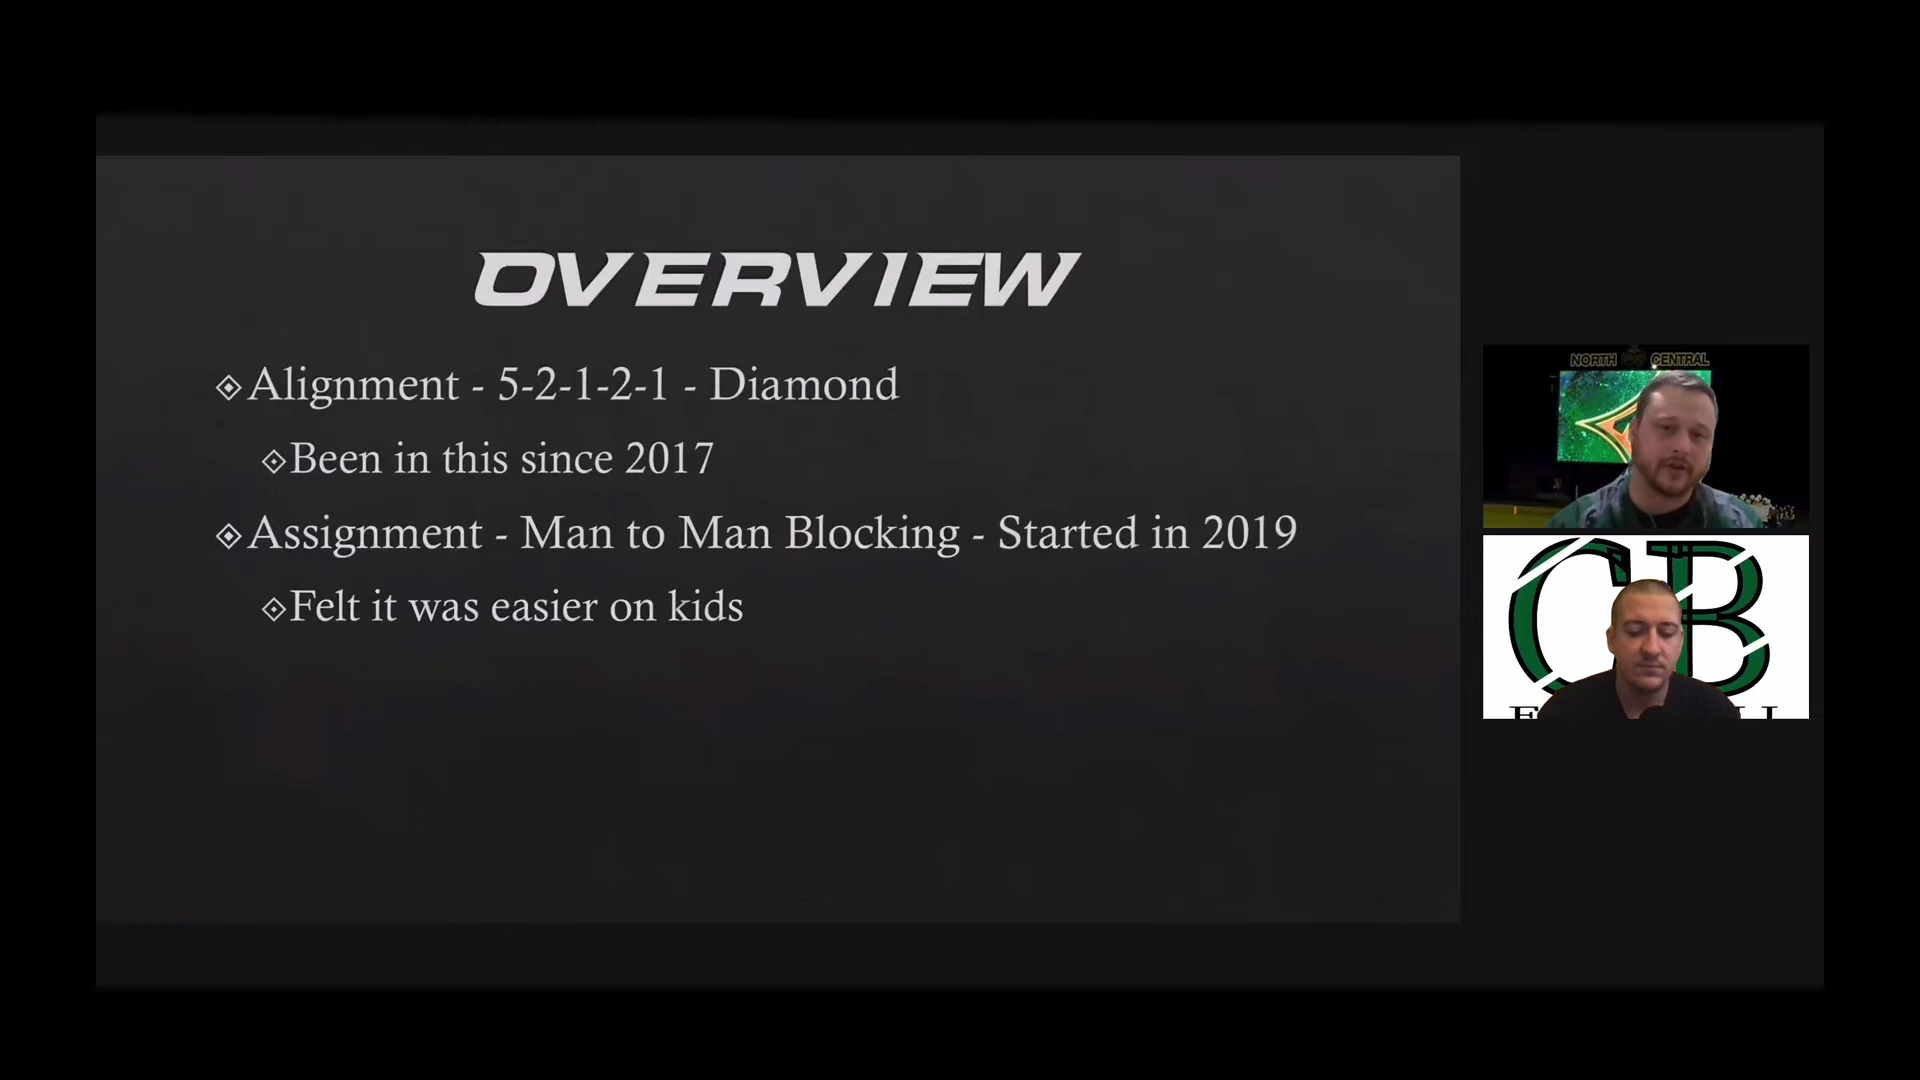 OVERVIEW
Alignment - 5-2-1-2-1 - Diamond
Been in this since 2017
Assignment - Man to Man Blocking - Started in 2019
Felt it was easier on kids
NORTH CENTRAL
CB